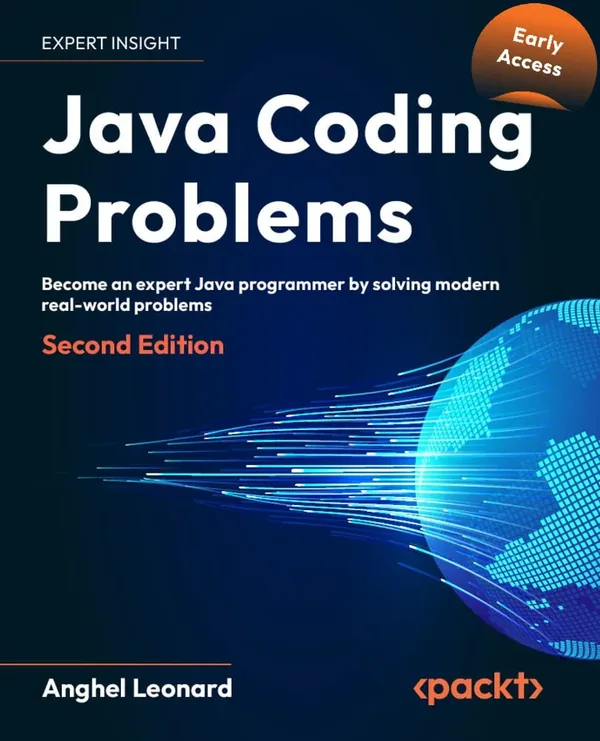 EXPERT INSIGHT
Early
Access
Java Coding
Problems
Become an expert Java programmer by solving modern
real-world problems
Second Edition
Anghel Leonard
<packt>